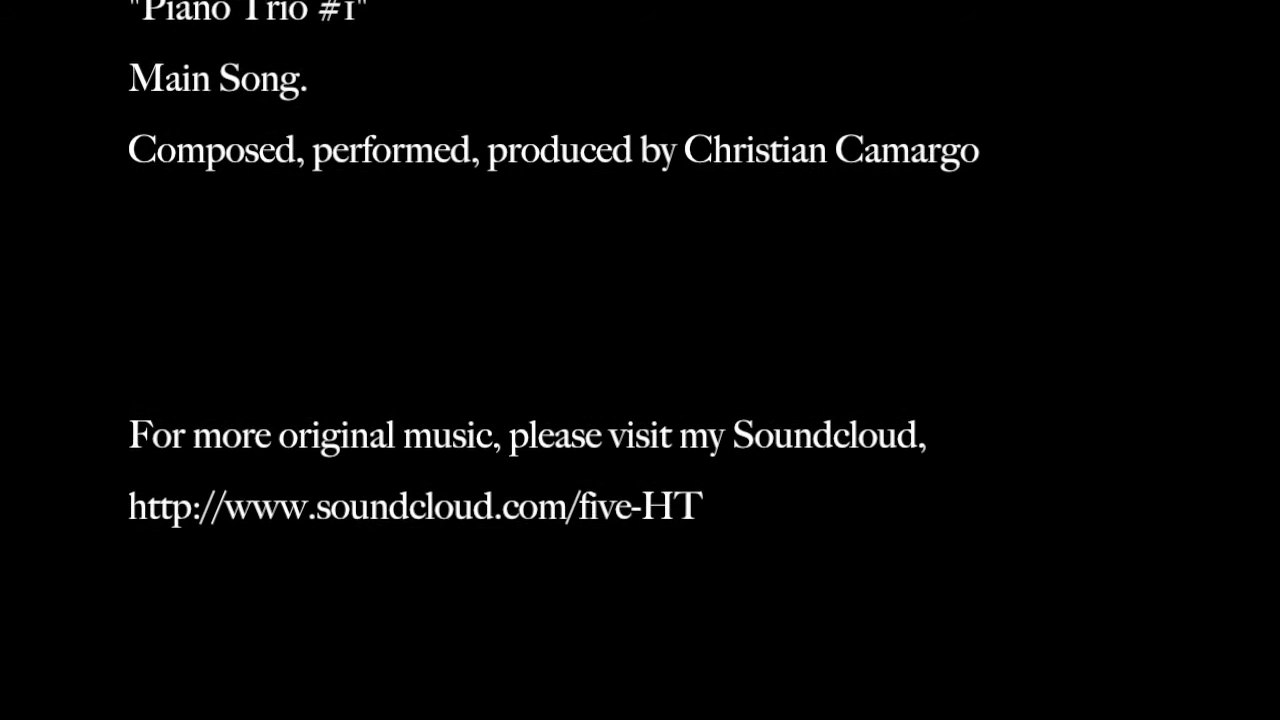 "Piano Trio #1"
Main Song.
Composed, performed, produced by Christian Camargo
For more original music, please visit my Soundcloud,
http://www.soundcloud.com/five-HT